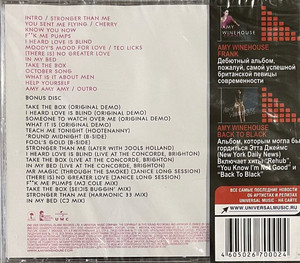 INTRO / STRONGER THAN ME
YOU SENT ME FLYING / CHERRY
KNOW YOU NOW
F**K ME PUMPS
I HEARD LOVE IS BLIND
MOODY'S MOOD FOR LOVE / TEO LICKS
(THERE IS) NO GREATER LOVE
IN MY BED
TAKE THE BOX
OCTOBER SONG
WHAT IS IT ABOUT MEN
HELP YOURSELF
AMY AMY AMY / OUTRO
BONUS DISC
TAKE THE BOX (ORIGINAL DEMO)
I HEARD LOVE IS BLIND (ORIGINAL DEMO)
SOMEONE TO WATCH OVER ME (ORIGINAL DEMO)
WHAT IT IS (ORIGINAL DEMO)
TEACH ME TONIGHT (HOOTENANNY)
'ROUND MIDNIGHT (B-SIDE)
FOOL'S GOLD (B-SIDE)
STRONGER THAN ME (LATER WITH JOOLS HOLLAND)
I HEARD LOVE IS BLIND (LIVE AT THE CONCORDE, BRIGHTON)
TAKE THE BOX (LIVE AT THE CONCORDE, BRIGHTON)
IN MY BED (LIVE AT THE CONCORDE, BRIGHTON)
MR MAGIC (THROUGH THE SMOKE) (JANICE LONG SESSION)
(THERE IS) NO GREATER LOVE (JANICE LONG SESSION)
F**K ME PUMPS (MJ COLE MIX)
TAKE THE BOX (SEIJI'S BUGGIN' MIX)
STRONGER THAN ME (HARMONIC 33 MIX)
IN MY BED (CJ MIX)
AMY
WINEHOUSE
AMY WINEHOUSE
FRANK
Дебютный альбом,
пожалуй, самой успешной
британской певицы
современности
AMY WINEHOUSE
BACK TO BLACK
Альбом, которым могла бы
гордиться Этта Джеймс
(New York Daily News)
Включает хиты "Rehub"
"You Know I'm No Good"
и "Back To Black"
ВСЕ САМЫЕ ПОСЛЕДНИЕ НОВОСТИ
ОБ АРТИСТАХ И РЕЛИЗАХ
UNIVERSAL MUSIC - НА САЙТЕ
WWW.UNIVERSALMUSIC.RU
4605026700024